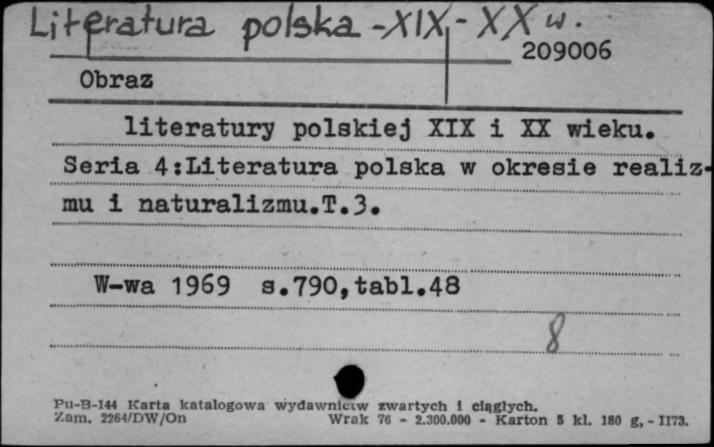 Literatura polska -XIX - XX w.
209006
Obraz
literatury polskiej XIX i XX wieku.
Seria 4:Literatura polska w okresie realiz-
mu i naturalizmu.T.3.
W-wa 1969 s.790,tabl.48
8
Pu-B-144 Karta katalogowa wydawnictw zwartych i ciągłych.
Zam. 2264/DW/On Wrak 76 - 2.300.000 - Karton 5 kl. 180 g, - II73.